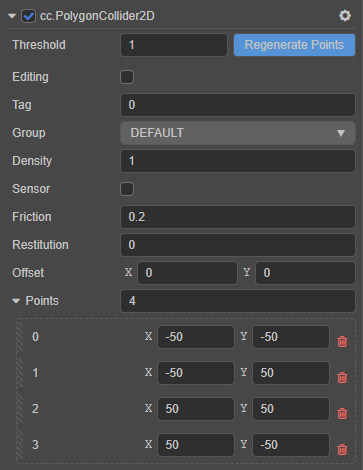 cc.PolygonCollider2D
Threshold 1 Regenerate Points
Editing
Tag 0
Group DEFAULT
Density 1
Sensor
Friction 0.2
Restitution 0
Offset X 0 Y 0
Points 4
0 X -50 Y -50
1 X -50 Y 50
2 X 50 Y 50
3 X 50 Y -50